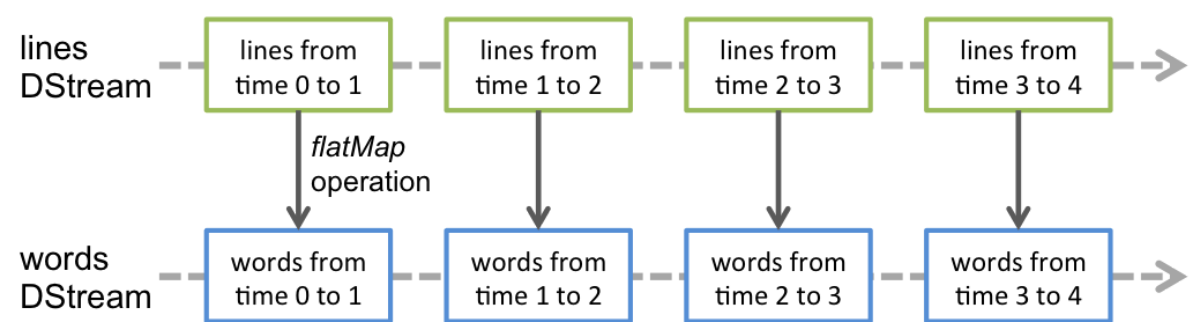 lines
DStream
lines from
time 0 to 1
lines from
time 1 to 2
lines from
time 2 to 3
lines from
time 3 to 4
flatMap
operation
words
DStream
words from
time 0 to 1
words from
time 1 to 2
words from
time 2 to 3
words from
time 3 to 4